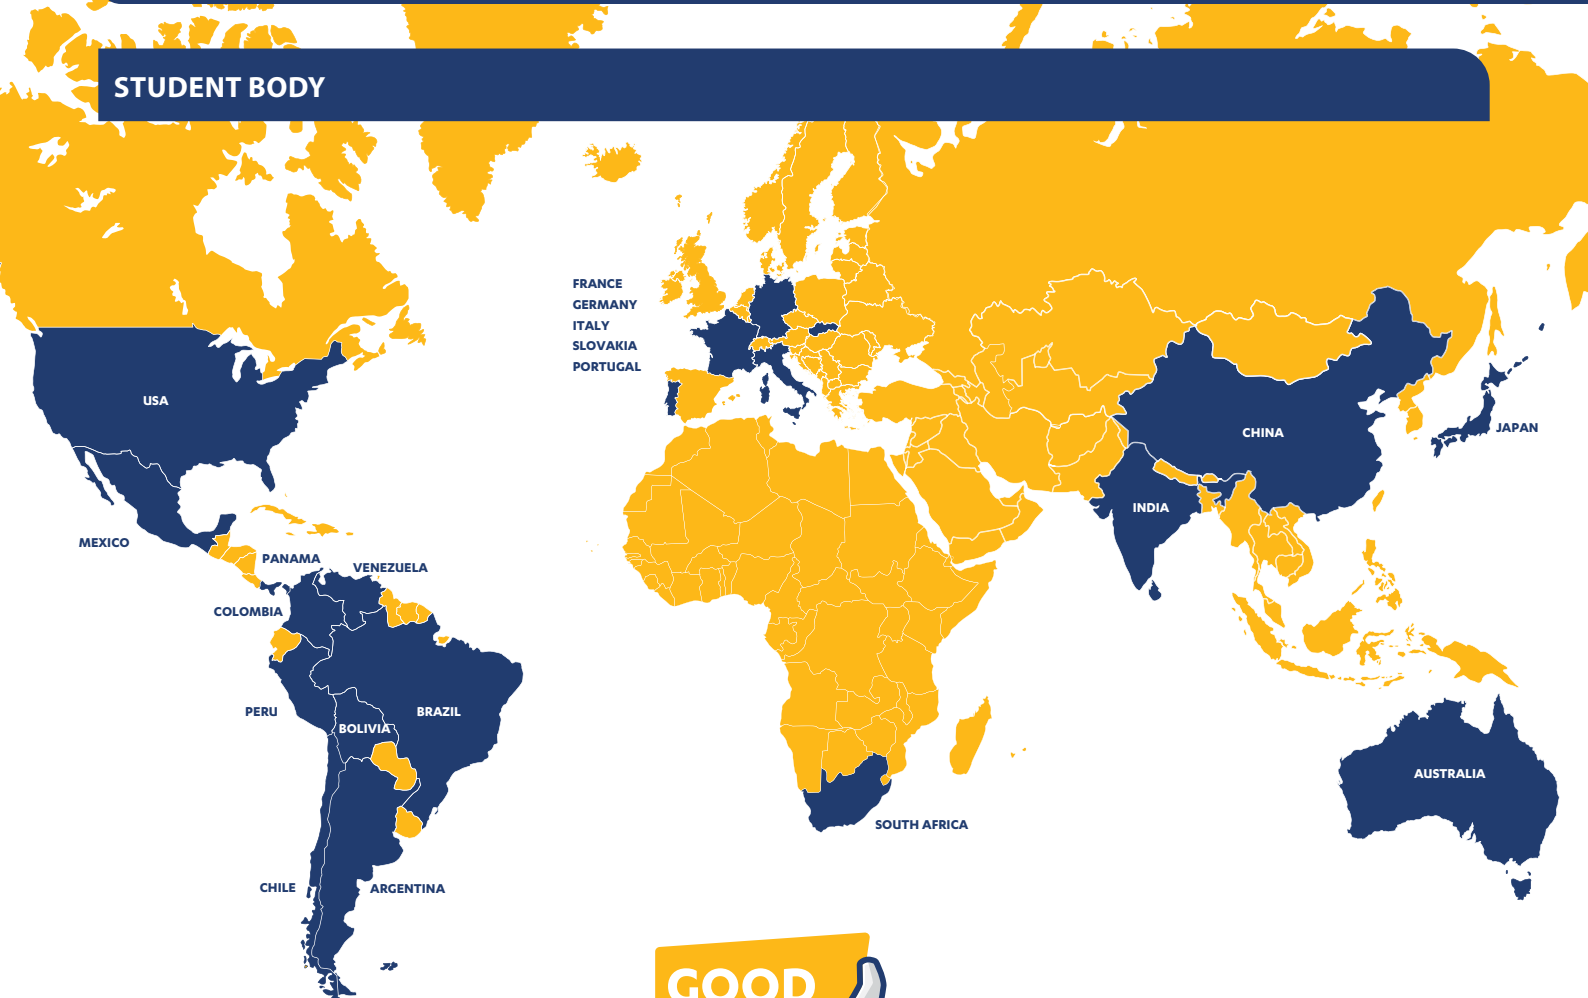 STUDENT BODY
FRANCE
GERMANY
ITALY
SLOVAKIA
PORTUGAL
USA
CHINA
JAPAN
INDIA
MEXICO
PANAMA
VENEZUELA
COLOMBIA
PERU
BRAZIL
BOLIVIA
AUSTRALIA
SOUTH AFRICA
CHILE
ARGENTINA
GOOD